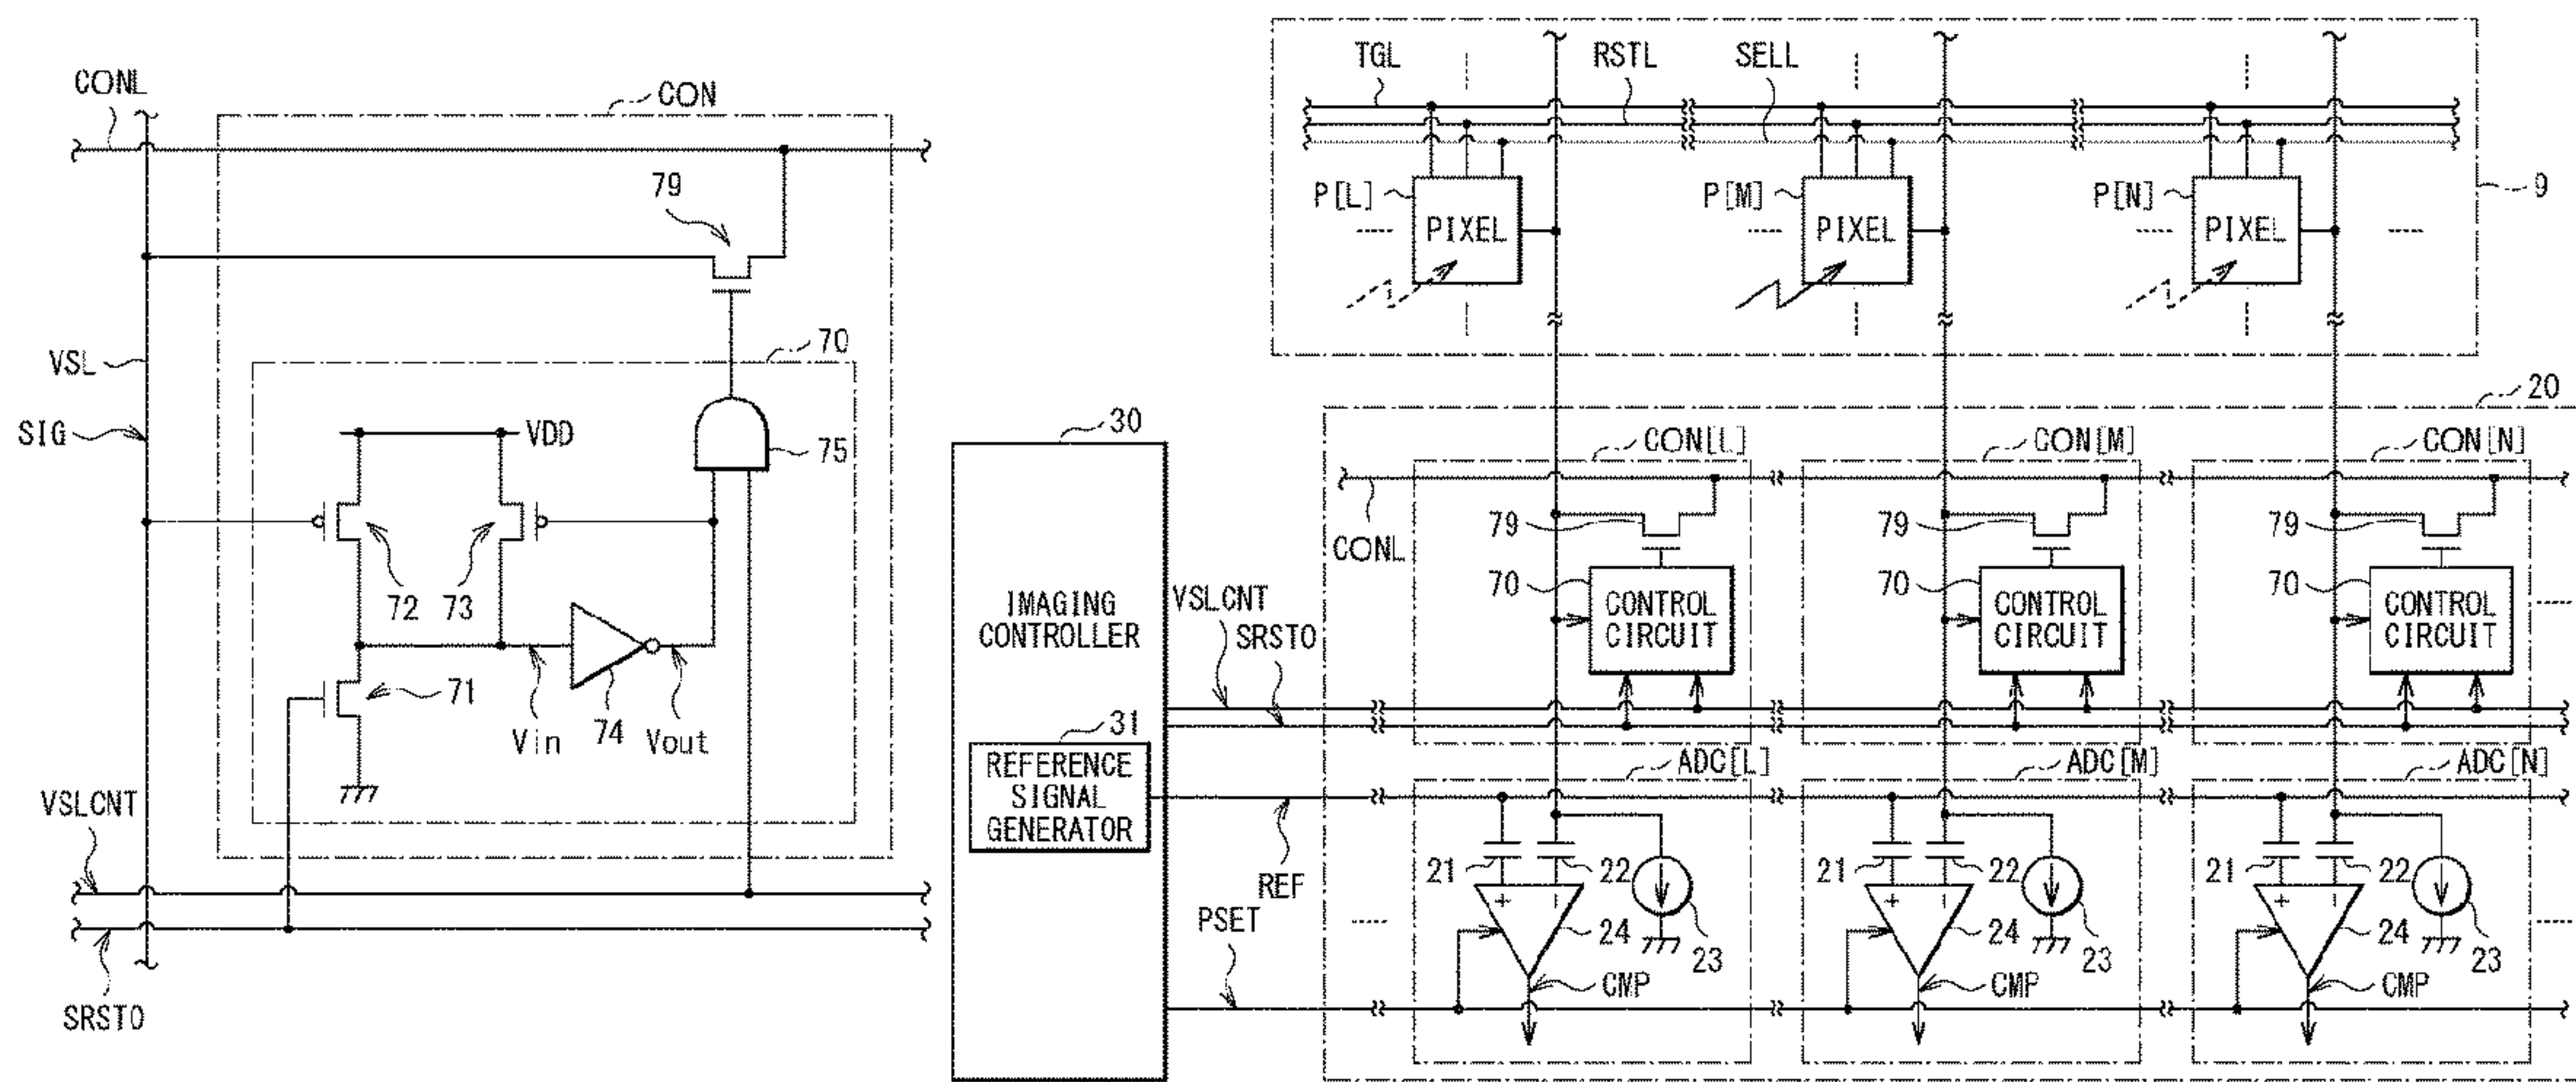 CONL
CON
79
70
VSL
SIG
VDD
75
72
73
71
Vin
74
Vout
VSLCNT
SRST0
30
IMAGING
CONTROLLER
31
REFERENCE
SIGNAL
GENERATOR
VSLCNT
SRST0
REF
PSET
TGL
RSTL
SELL
P[L]
PIXEL
P[M]
PIXEL
P[N]
PIXEL
9
20
CON[L]
CON[M]
CON[N]
CONL
79
79
79
70
CONTROL
CIRCUIT
70
CONTROL
CIRCUIT
70
CONTROL
CIRCUIT
ADC[L]
ADC[M]
ADC[N]
21
22
+
−
24
23
CMP
21
22
+
−
24
23
CMP
21
22
+
−
24
23
CMP